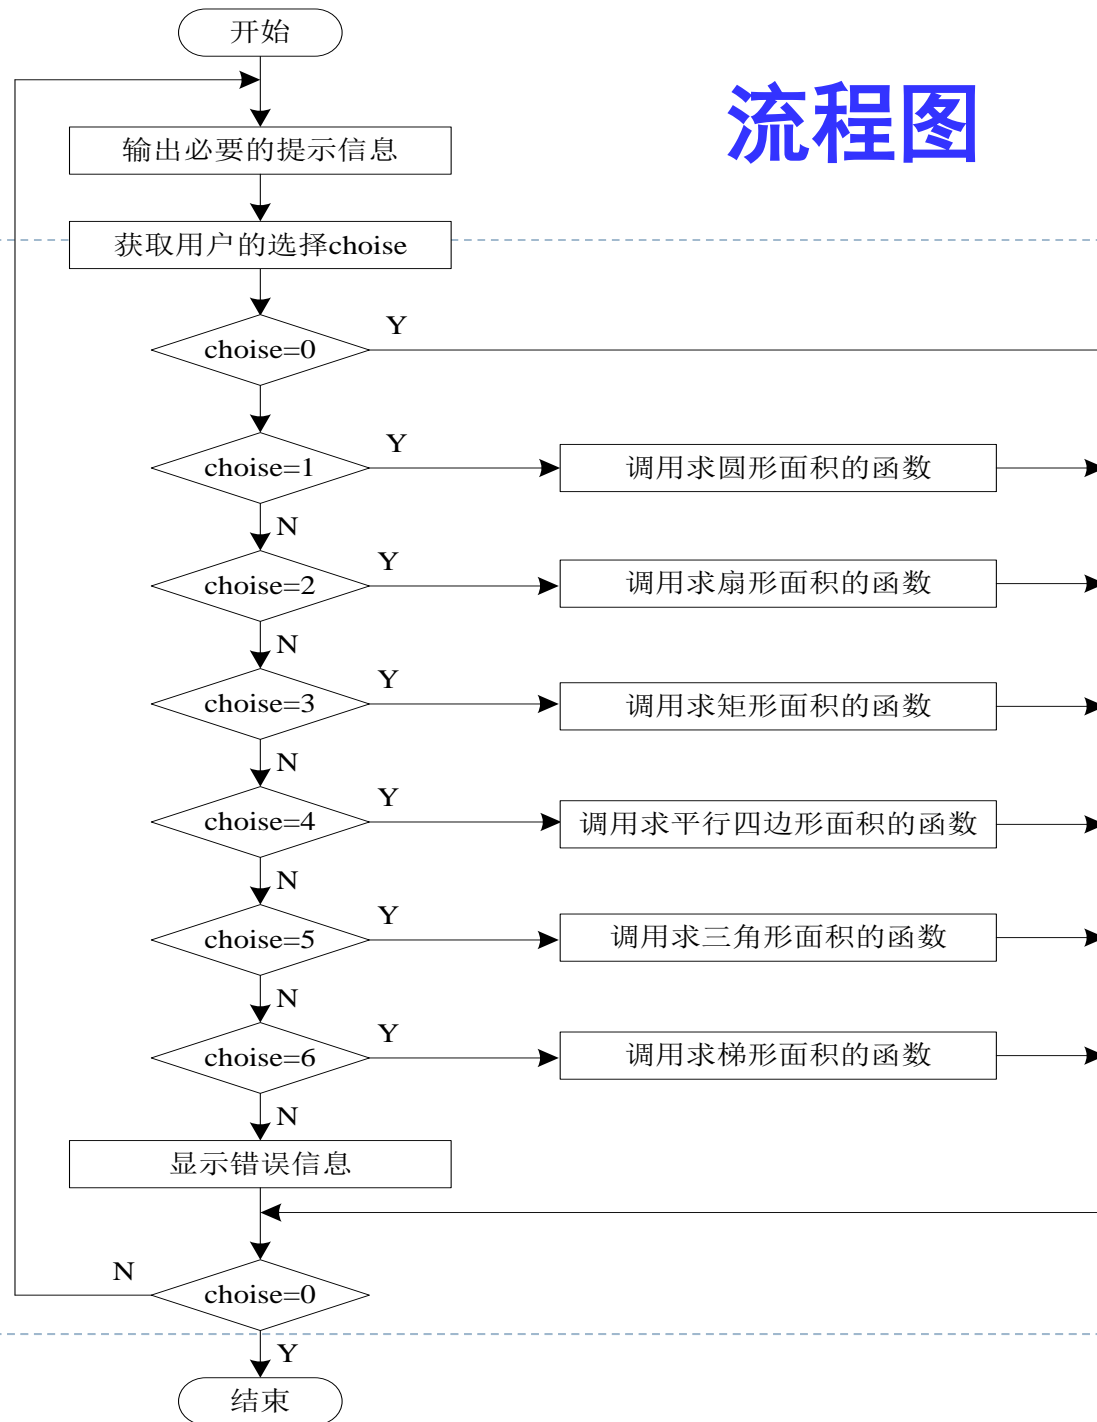 开始
流程图
输出必要的提示信息
获取用户的选择choise
choise=0
Y
choise=1
Y
调用求圆形面积的函数
N
choise=2
Y
调用求扇形面积的函数
N
choise=3
Y
调用求矩形面积的函数
N
choise=4
Y
调用求平行四边形面积的函数
N
choise=5
Y
调用求三角形面积的函数
N
choise=6
Y
调用求梯形面积的函数
N
显示错误信息
N
choise=0
Y
结束